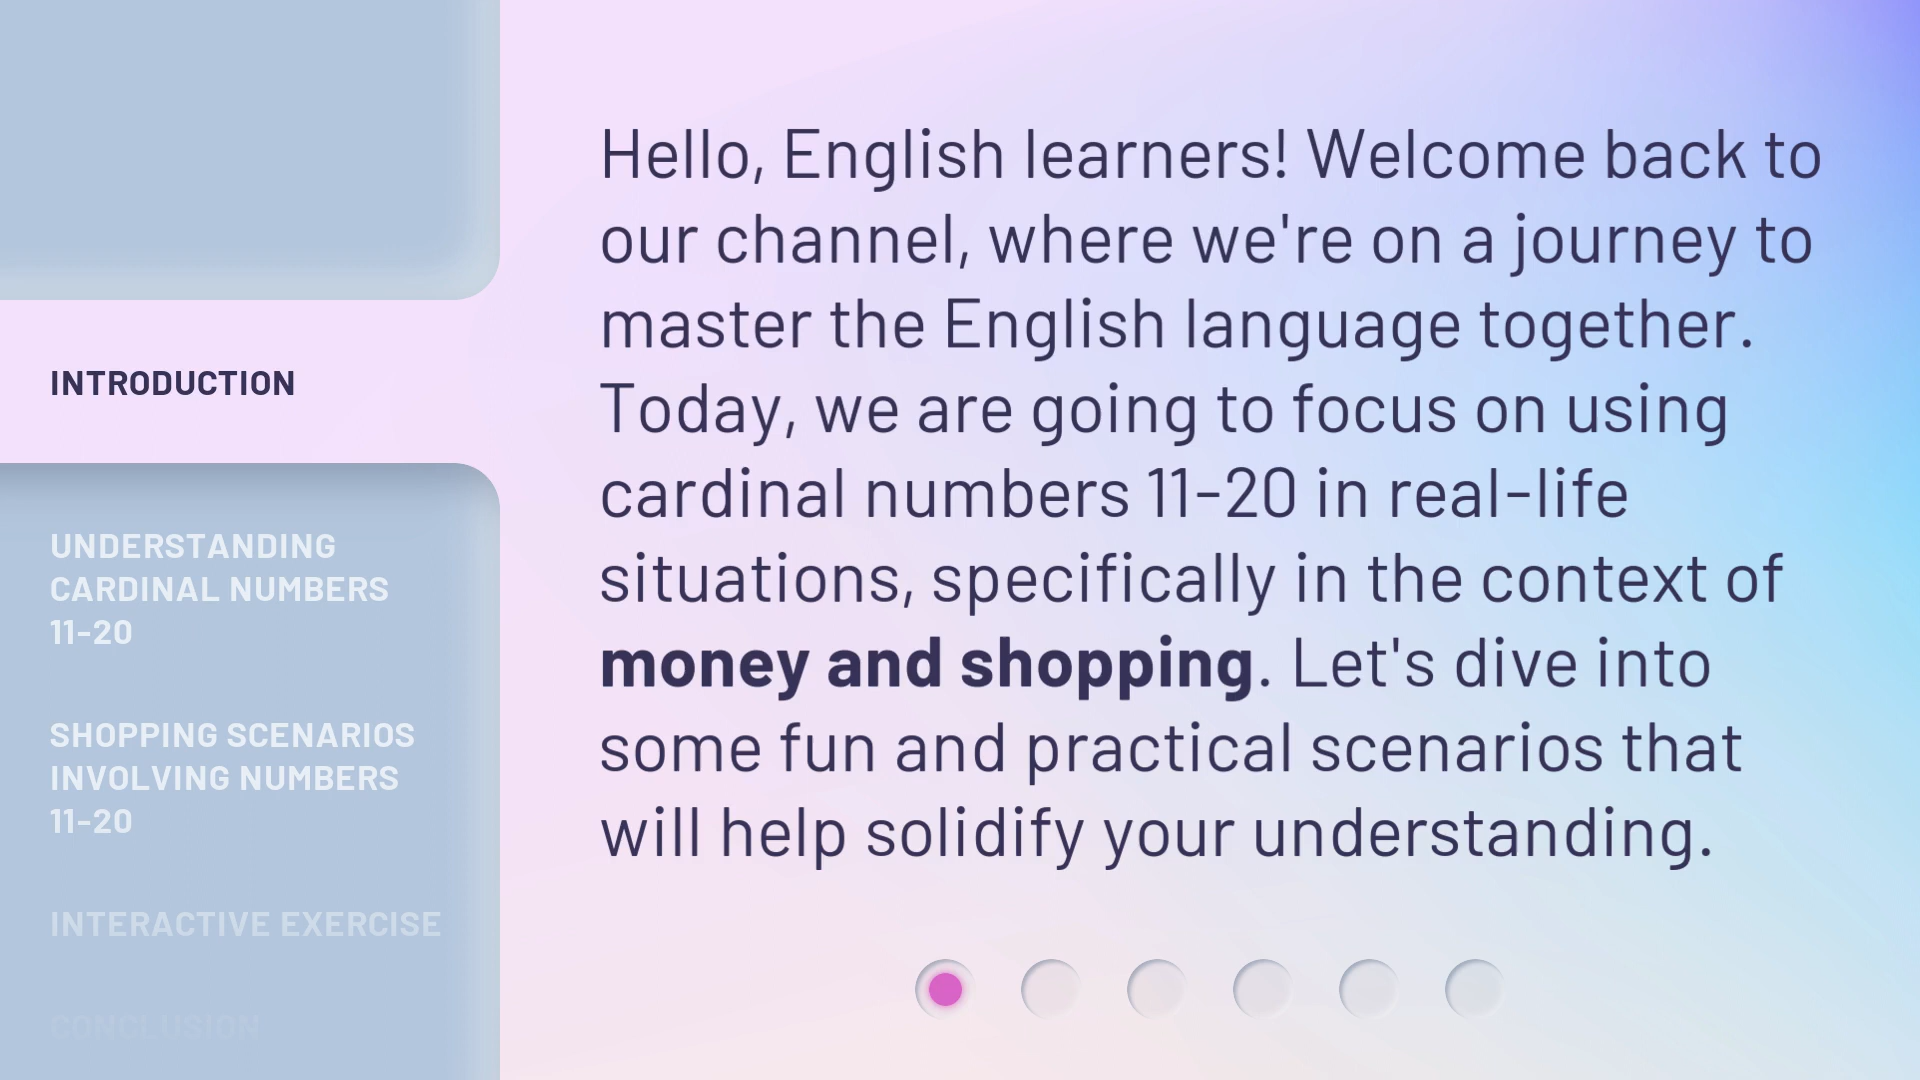 INTRODUCTION
UNDERSTANDING
CARDINAL NUMBERS
11-20
SHOPPING SCENARIOS
INVOLVING NUMBERS
11-20
INTERACTIVE EXERCISE
CONCLUSION
Hello, English learners! Welcome back to
our channel, where we're on a journey to
master the English language together.
Today, we are going to focus on using
cardinal numbers 11-20 in real-life
situations, specifically in the context of
money and shopping. Let's dive into
some fun and practical scenarios that
will help solidify your understanding.